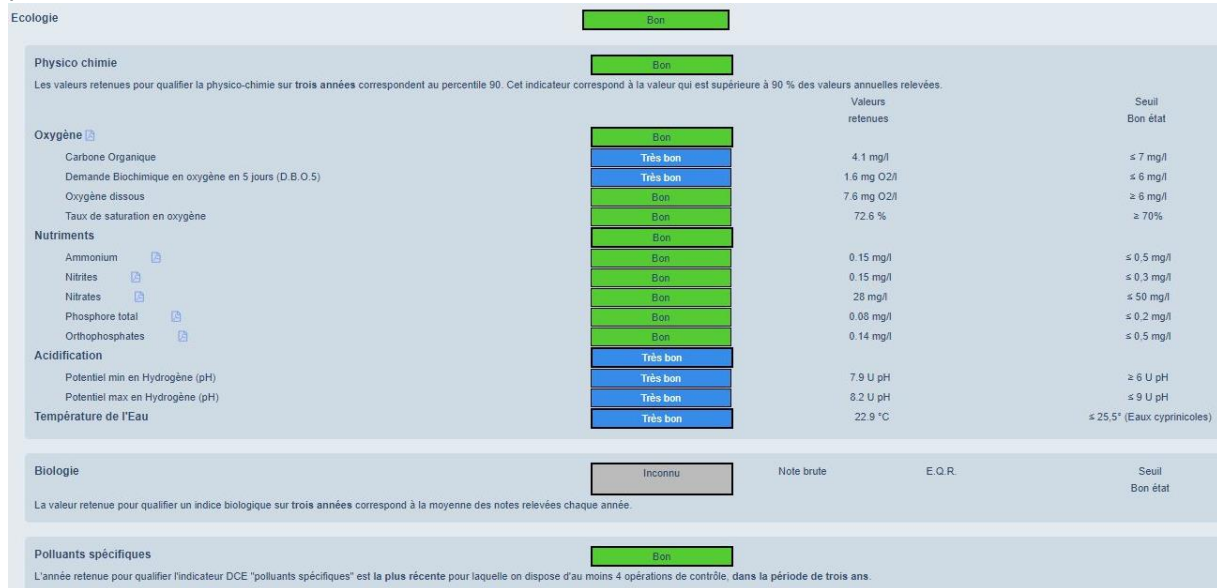 Ecologie Bon
Physico chimie Bon
Les valeurs retenues pour qualifier la physico-chimie sur trois années correspondent au percentile 90. Cet indicateur correspond à la valeur qui est supérieure à 90 % des valeurs annuelles relevées.
Valeurs Seuil
retenues Bon état
Oxygène Bon
Carbone Organique Très bon 4.1 mg/l ≤ 7 mg/l
Demande Biochimique en oxygène en 5 jours (D.B.O.5) Très bon 1.6 mg O2/l ≤ 6 mg/l
Oxygène dissous Bon 7.6 mg O2/l ≥ 6 mg/l
Taux de saturation en oxygène Bon 72.6 % ≥ 70%
Nutriments Bon
Ammonium Bon 0.15 mg/l ≤ 0,5 mg/l
Nitrites Bon 0.15 mg/l ≤ 0,3 mg/l
Nitrates Bon 28 mg/l ≤ 50 mg/l
Phosphore total Bon 0.08 mg/l ≤ 0,2 mg/l
Orthophosphates Bon 0.14 mg/l ≤ 0,5 mg/l
Acidification Très bon
Potentiel min en Hydrogène (pH) Très bon 7.9 U pH ≥ 6 U pH
Potentiel max en Hydrogène (pH) Très bon 8.2 U pH ≤ 9 U pH
Température de l'Eau Très bon 22.9 °C ≤ 25,5° (Eaux cyprinicoles)
Biologie Inconnu Note brute E.Q.R. Seuil
Bon état
La valeur retenue pour qualifier un indice biologique sur trois années correspond à la moyenne des notes relevées chaque année.
Polluants spécifiques Bon
L'année retenue pour qualifier l'indicateur DCE "polluants spécifiques" est la plus récente pour laquelle on dispose d'au moins 4 opérations de contrôle, dans la période de trois ans.